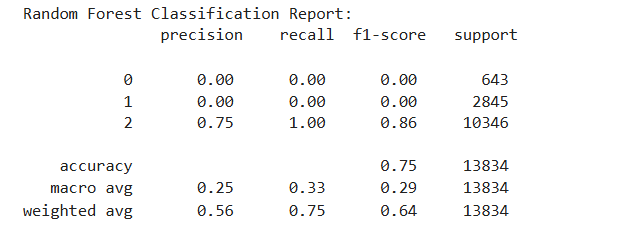 Random Forest Classification Report:
precision recall f1-score support
0 0.00 0.00 0.00 643
1 0.00 0.00 0.00 2845
2 0.75 1.00 0.86 10346
accuracy 0.75 13834
macro avg 0.25 0.33 0.29 13834
weighted avg 0.56 0.75 0.64 13834